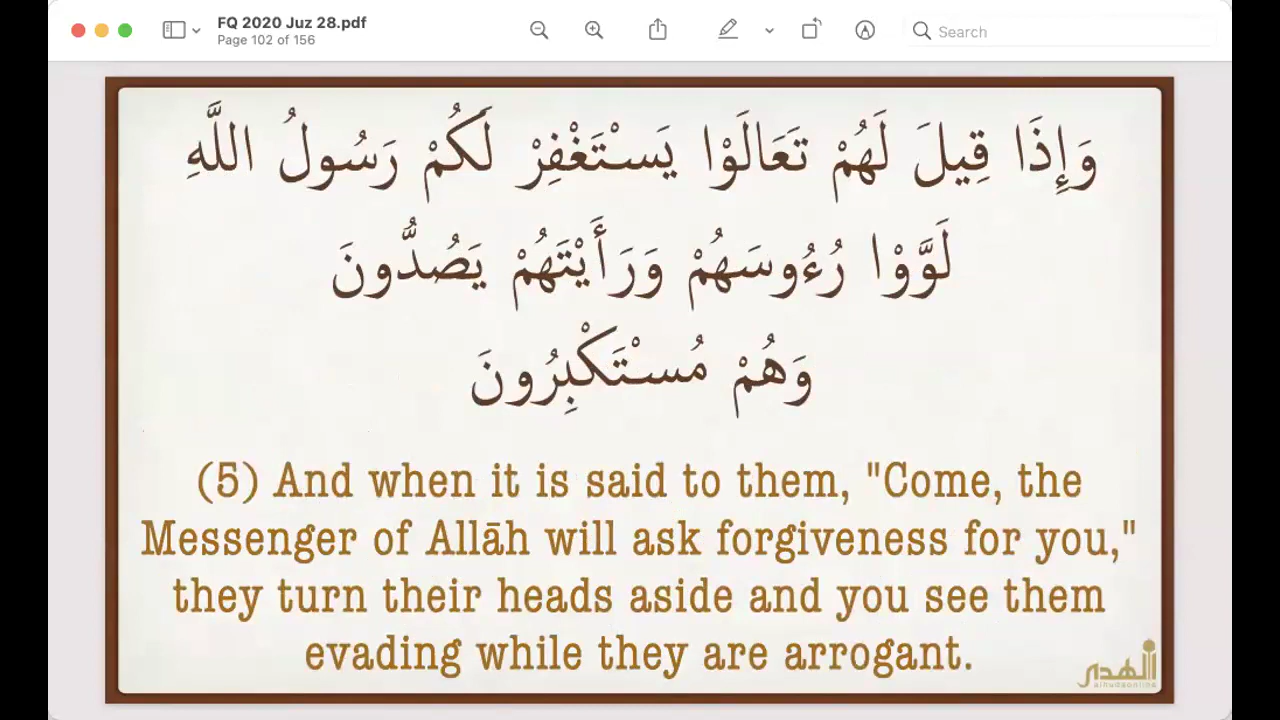 FQ 2020 Juz 28.pdf
Page 102 of 156
Search
وَإِذَا قِيلَ لَهُمْ تَعَالَوْا يَسْتَغْفِرْ لَكُمْ رَسُولُ اللَّهِ
لَوَّوْا رُءُوسَهُمْ وَرَأَيْتَهُمْ يَصُدُّونَ
وَهُمْ مُسْتَكْبِرُونَ
(5) And when it is said to them, "Come, the
Messenger of Allāh will ask forgiveness for you,"
they turn their heads aside and you see them
evading while they are arrogant.
الهدى
alhudaonline